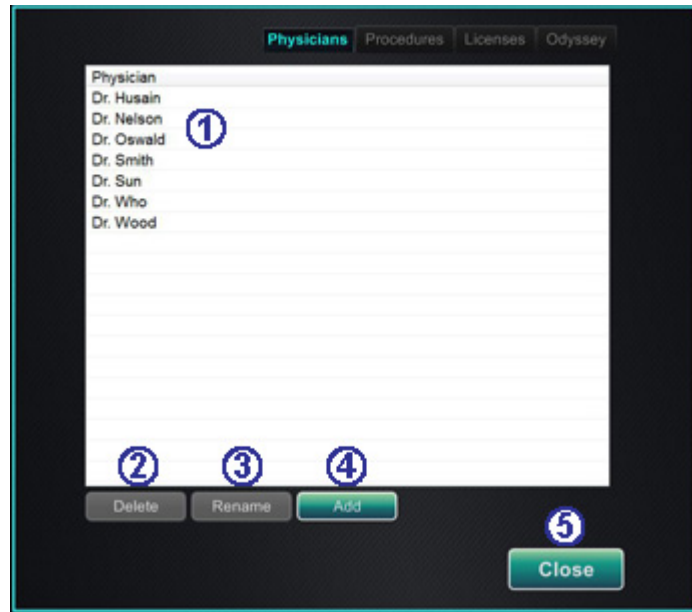 Physicians Procedures Licenses Odyssey
Physician
Dr. Husain
Dr. Nelson
1
Dr. Oswald
Dr. Smith
Dr. Sun
Dr. Who
Dr. Wood
2 3 4
Delete Rename Add
5
Close